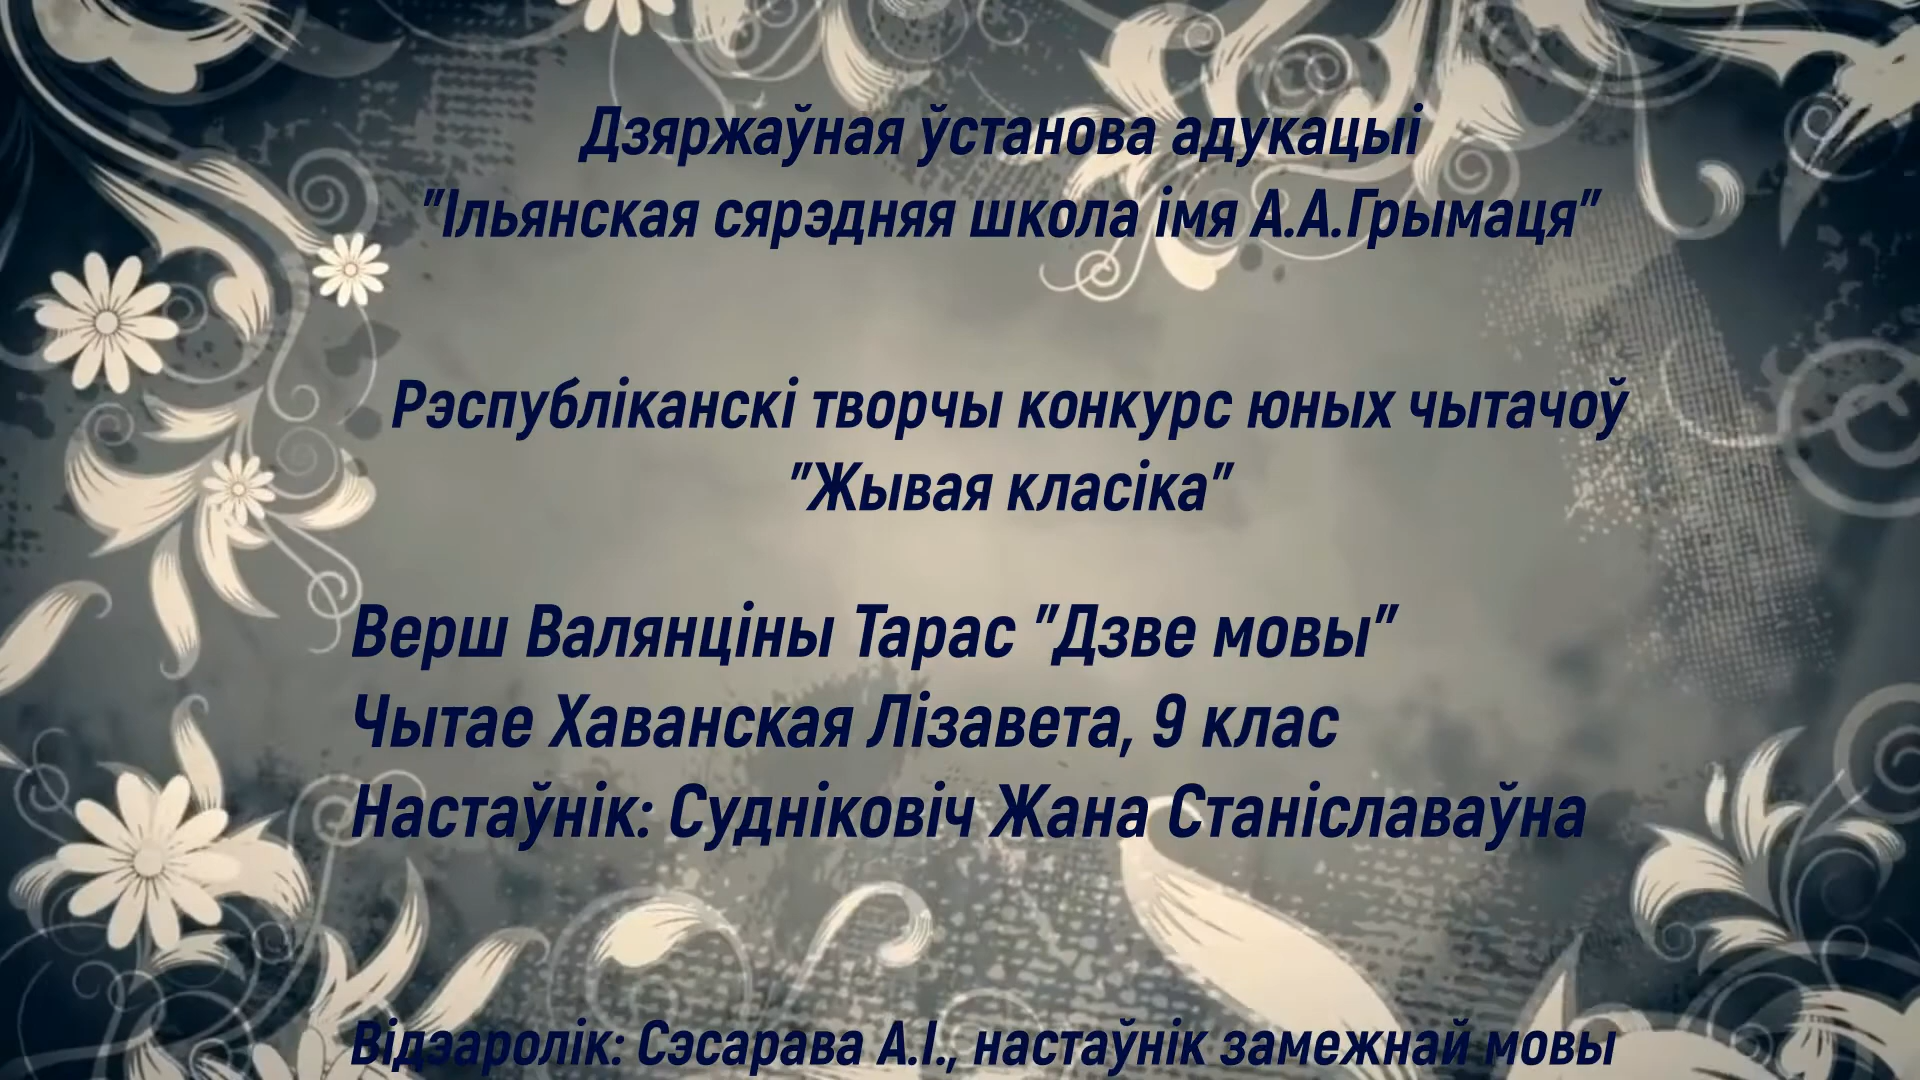 Дзяржаўная ўстанова адукацыі
"Ільянская сярэдняя школа імя А.А.Грымаця"
Рэспубліканскі творчы конкурс юных чытачоў
"Жывая класіка"
Верш Валянціны Тарас "Дзве мовы"
Чытае Хаванская Лізавета, 9 клас
Настаўнік: Судніковіч Жана Станіславаўна
Відэаролік: Сэсарава А.І., настаўнік замежнай мовы